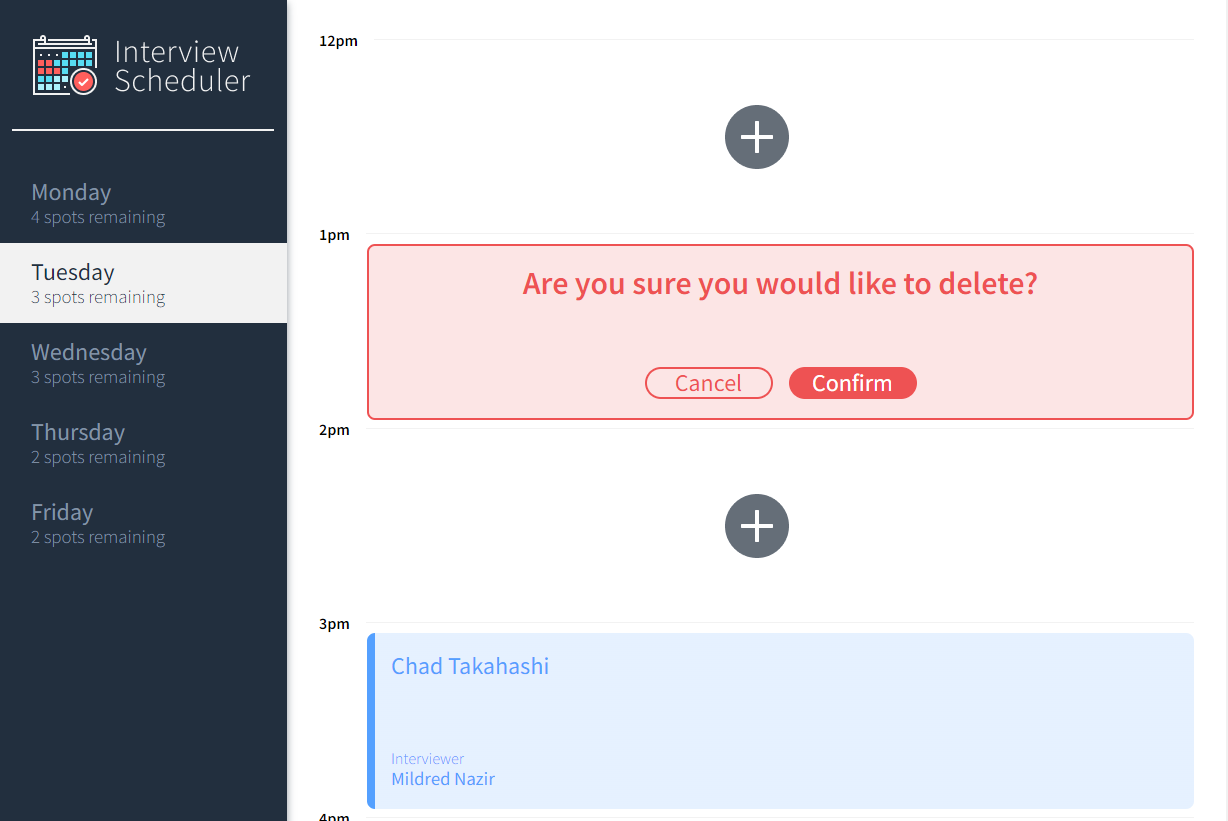 Interview
Scheduler
Monday
4 spots remaining
Tuesday
3 spots remaining
Wednesday
3 spots remaining
Thursday
2 spots remaining
Friday
2 spots remaining
12pm
1pm
Are you sure you would like to delete?
Cancel Confirm
2pm
3pm
Chad Takahashi
Interviewer
Mildred Nazir
4pm